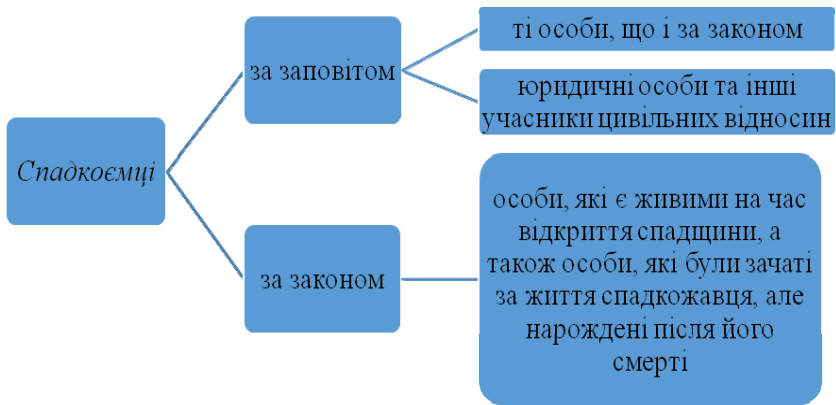 Спадкоємці
за заповітом
ті особи, що і за законом
юридичні особи та інші
учасники цивільних відносин
за законом
особи, які є живими на час
відкриття спадщини, а
також особи, які були зачаті
за життя спадкожавця, але
народжені після його
смерті